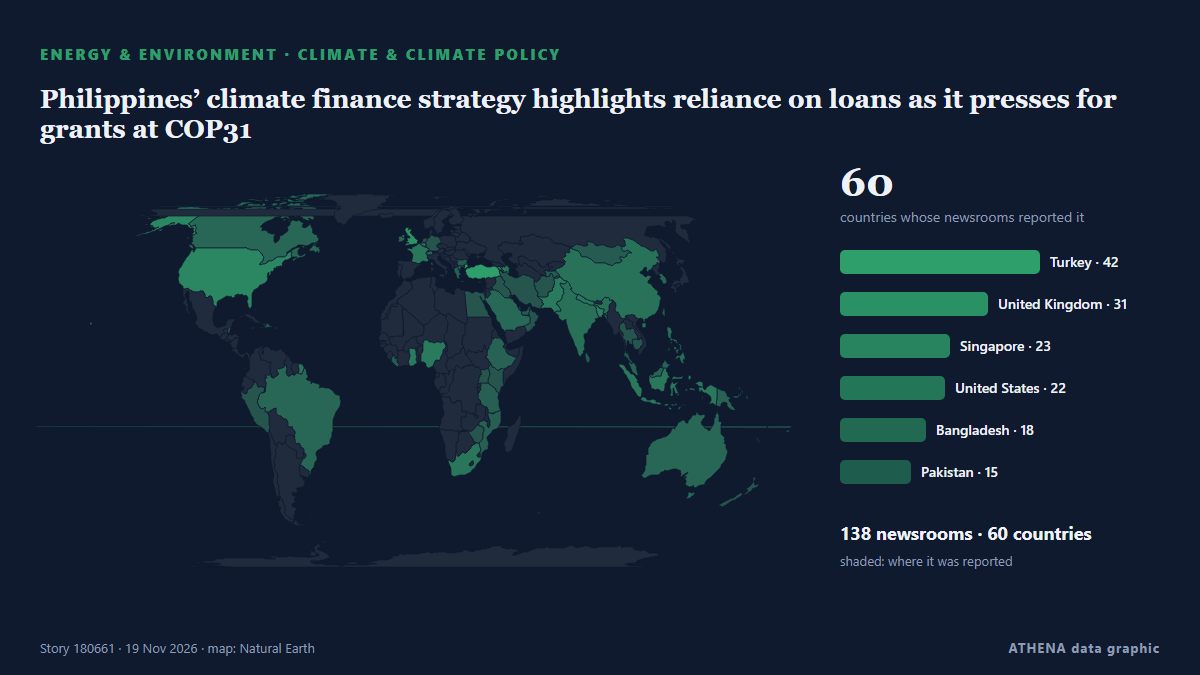 ENERGY & ENVIRONMENT · CLIMATE & CLIMATE POLICY
Philippines’ climate finance strategy highlights reliance on loans as it presses for
grants at COP31
60
countries whose newsrooms reported it
Turkey · 42
United Kingdom · 31
Singapore · 23
United States · 22
Bangladesh · 18
Pakistan · 15
138 newsrooms · 60 countries
shaded: where it was reported
Story 180661 · 19 Nov 2026 · map: Natural Earth
ATHENA data graphic